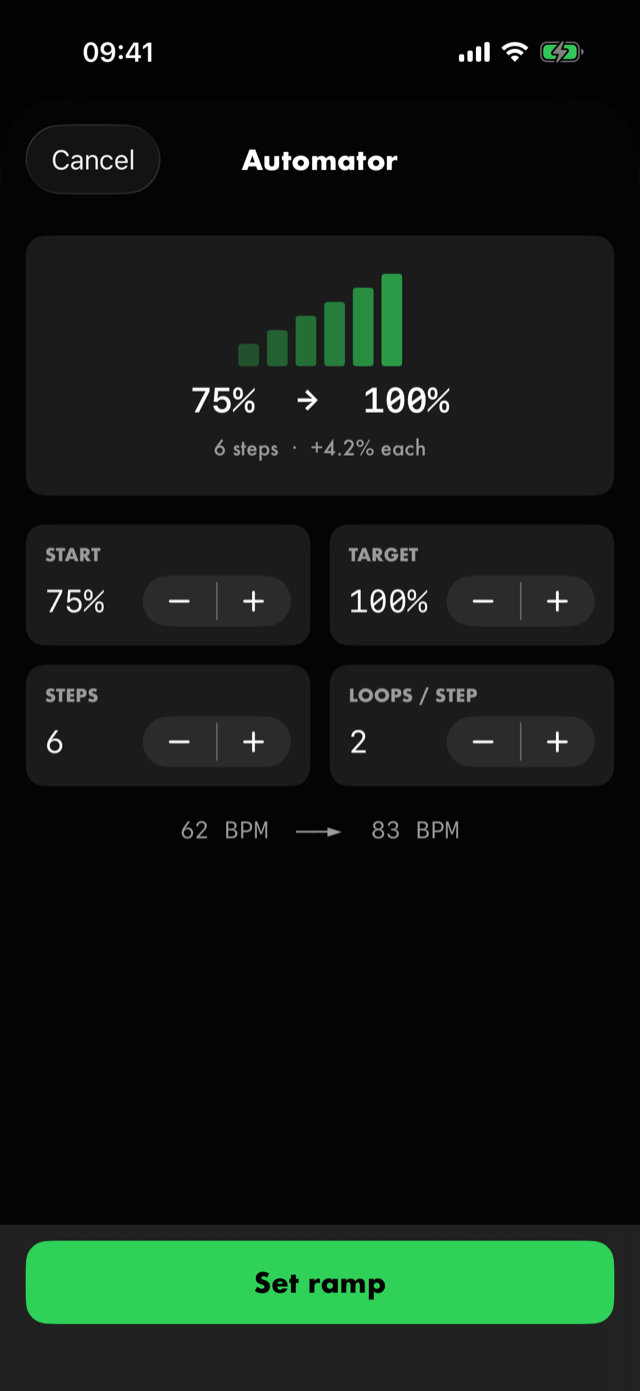 09:41
Cancel
Automator
75% → 100%
6 steps · +4.2% each
START
75% − +
TARGET
100% − +
STEPS
6 − +
LOOPS / STEP
2 − +
62 BPM ⟶ 83 BPM
Set ramp